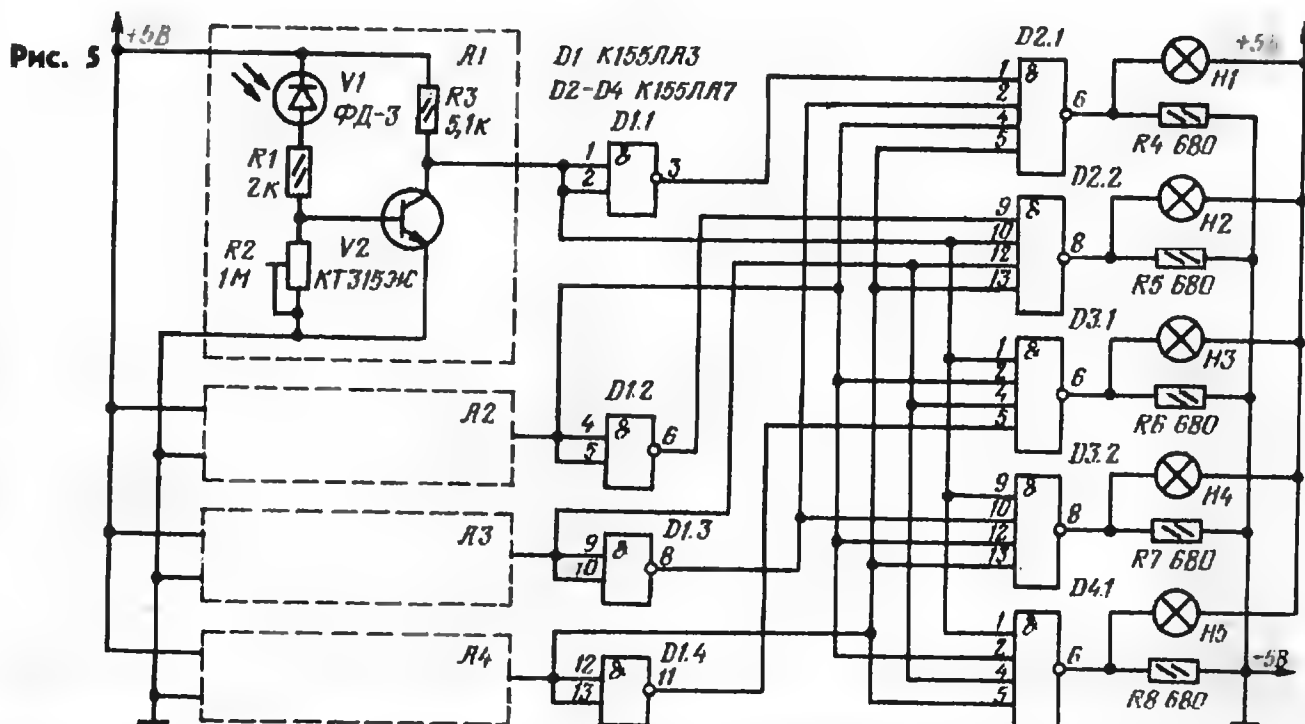 Рис. 5
+5В
А1
V1
ФД-3
R1
2к
R2
1М
R3
5,1к
V2
КТ315Ж
А2
А3
А4
D1 К155ЛА3
D2-D4 К155ЛА7
D1.1
1
2
&
3
D1.2
4
5
&
6
D1.3
9
10
&
8
D1.4
12
13
&
11
D2.1
1
2
4
5
&
6
H1
R4 680
D2.2
9
10
12
13
&
8
H2
R5 680
D3.1
1
2
4
5
&
6
H3
R6 680
D3.2
9
10
12
13
&
8
H4
R7 680
D4.1
1
2
4
5
&
6
H5
R8 680
+5В
-5В